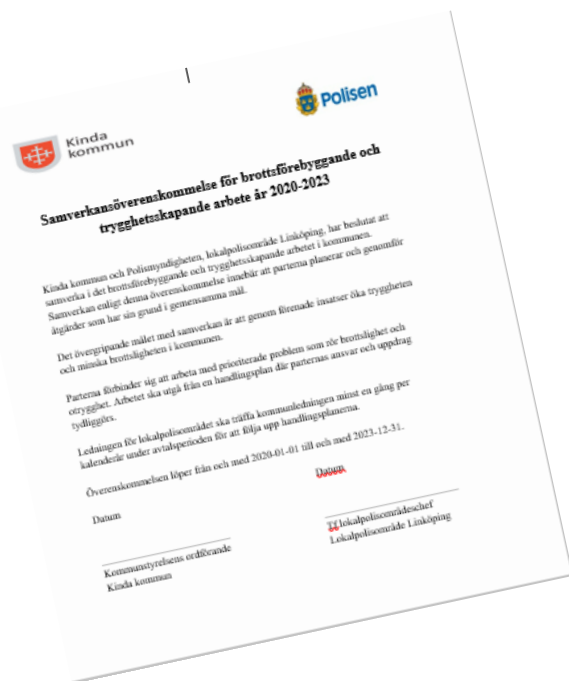 Kinda
kommun
Polisen
Samverkansöverenskommelse för brottsförebyggande och
trygghetsskapande arbete år 2020-2023
Kinda kommun och Polismyndigheten, lokalpolisområde Linköping, har beslutat att
samverka i det brottsförebyggande och trygghetsskapande arbetet i kommunen.
Samverkan enligt denna överenskommelse innebär att parterna planerar och genomför
åtgärder som har sin grund i gemensamma mål.
Det övergripande målet med samverkan är att genom förenade insatser öka tryggheten
och minska brottsligheten i kommunen.
Parterna förbinder sig att arbeta med prioriterade problem som rör brottslighet och
otrygghet. Arbetet ska utgå från en handlingsplan där parternas ansvar och uppdrag
tydliggörs.
Ledningen för lokalpolisområdet ska träffa kommunledningen minst en gång per
kalenderår under avtalsperioden för att följa upp handlingsplanerna.
Överenskommelsen löper från och med 2020-01-01 till och med 2023-12-31.
Datum
Datum
Kommunstyrelsens ordförande
Kinda kommun
Tf lokalpolisområdeschef
Lokalpolisområde Linköping